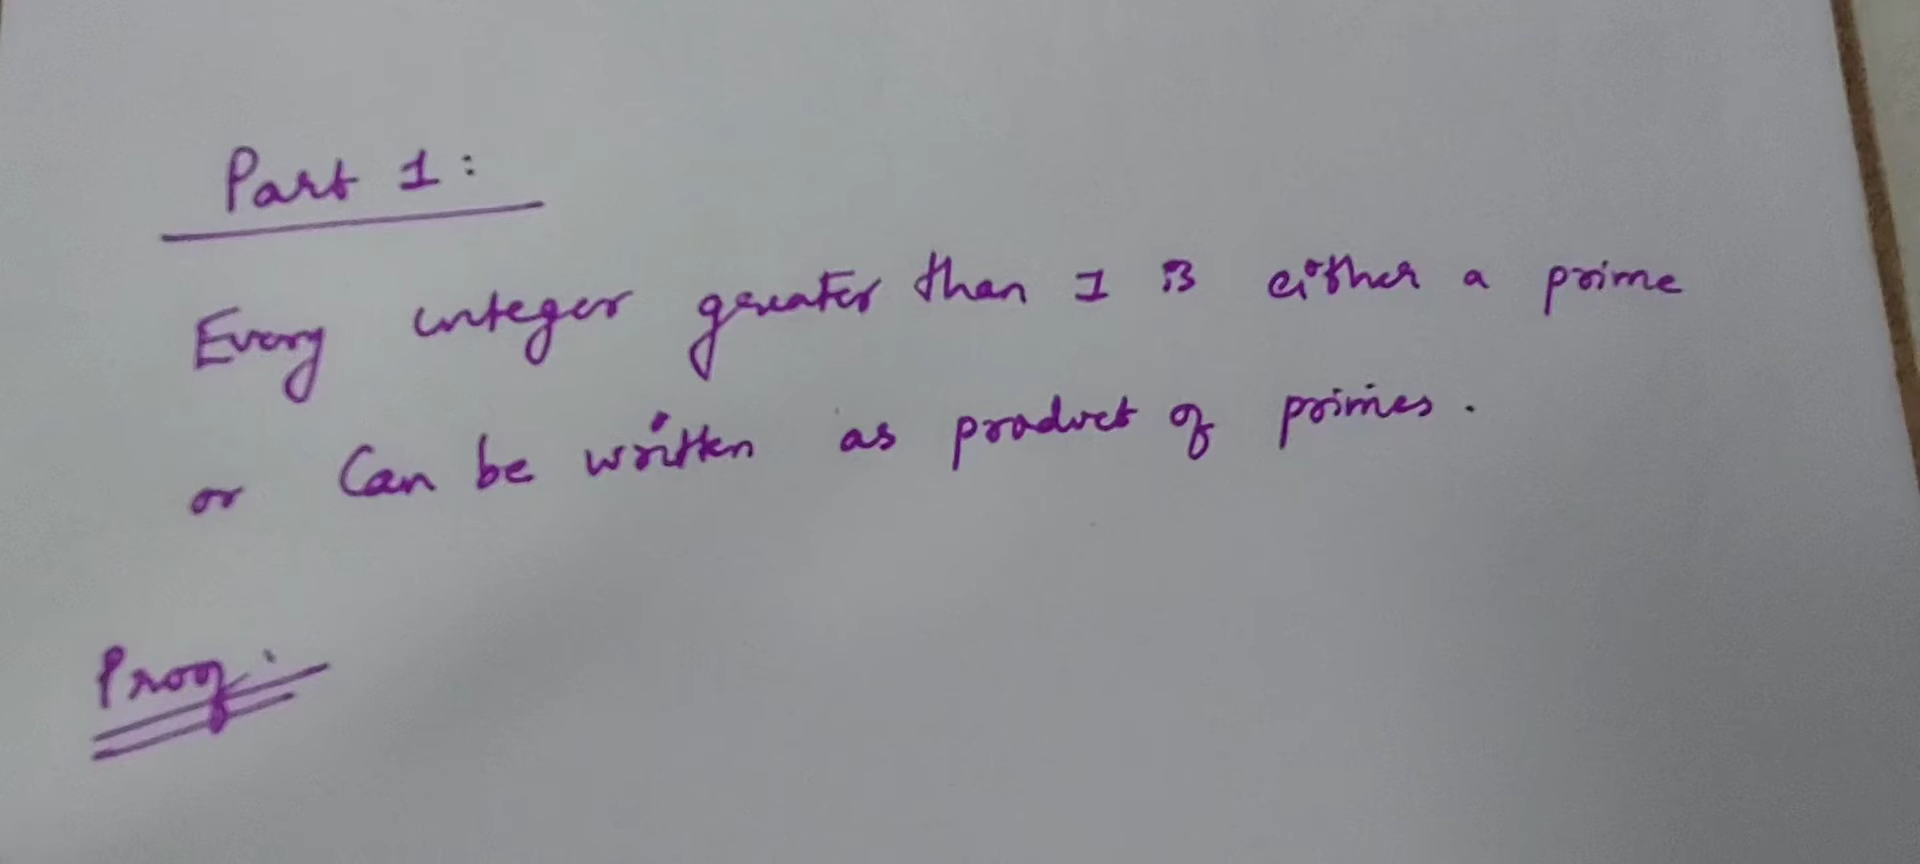 Part 1:
Every integer greater than 1 is either a prime
or Can be written as product of primes.
Proof: